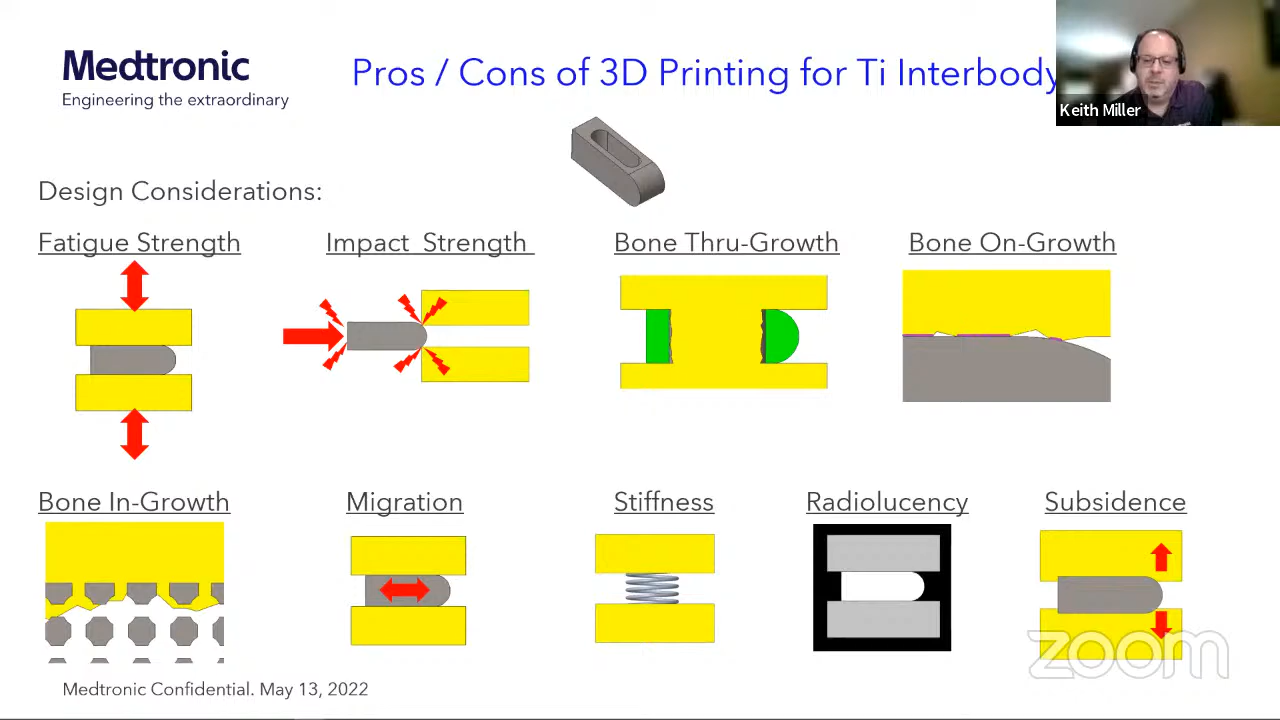 Medtronic
Engineering the extraordinary
Pros / Cons of 3D Printing for Ti Interbody
Keith Miller
Design Considerations:
Fatigue Strength
Impact Strength
Bone Thru-Growth
Bone On-Growth
Bone In-Growth
Migration
Stiffness
Radiolucency
Subsidence
zoom
Medtronic Confidential. May 13, 2022